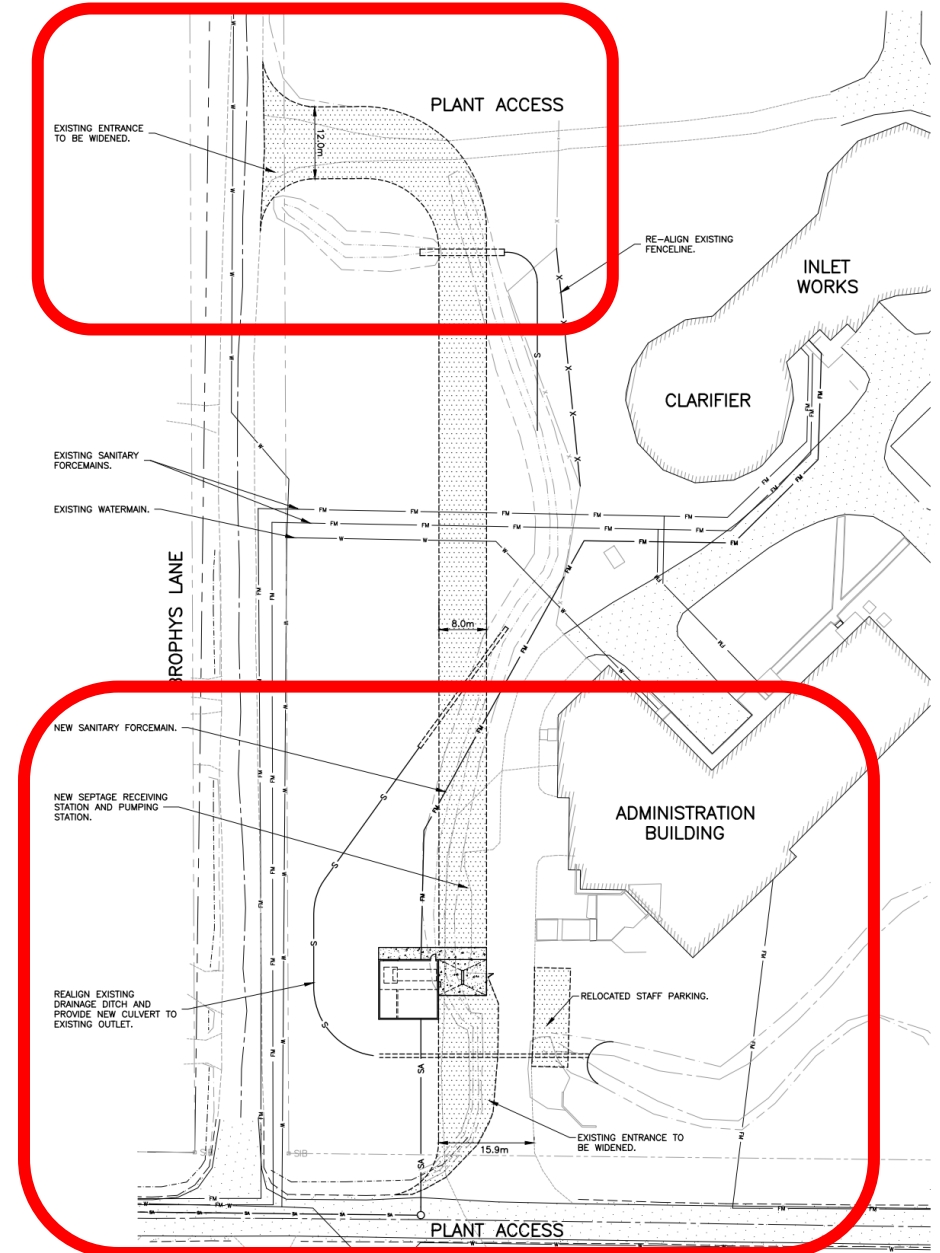 PLANT ACCESS
EXISTING ENTRANCE
TO BE WIDENED.
12.0m
RE-ALIGN EXISTING
FENCELINE.
INLET
WORKS
CLARIFIER
EXISTING SANITARY
FORCEMAINS.
EXISTING WATERMAIN.
BROPHYS LANE
8.0m
NEW SANITARY FORCEMAIN.
NEW SEPTAGE RECEIVING
STATION AND PUMPING
STATION.
ADMINISTRATION
BUILDING
REALIGN EXISTING
DRAINAGE DITCH AND
PROVIDE NEW CULVERT TO
EXISTING OUTLET.
RELOCATED STAFF PARKING.
EXISTING ENTRANCE TO
BE WIDENED.
15.9m
SIB
PLANT ACCESS
W
FM
S
X
SA